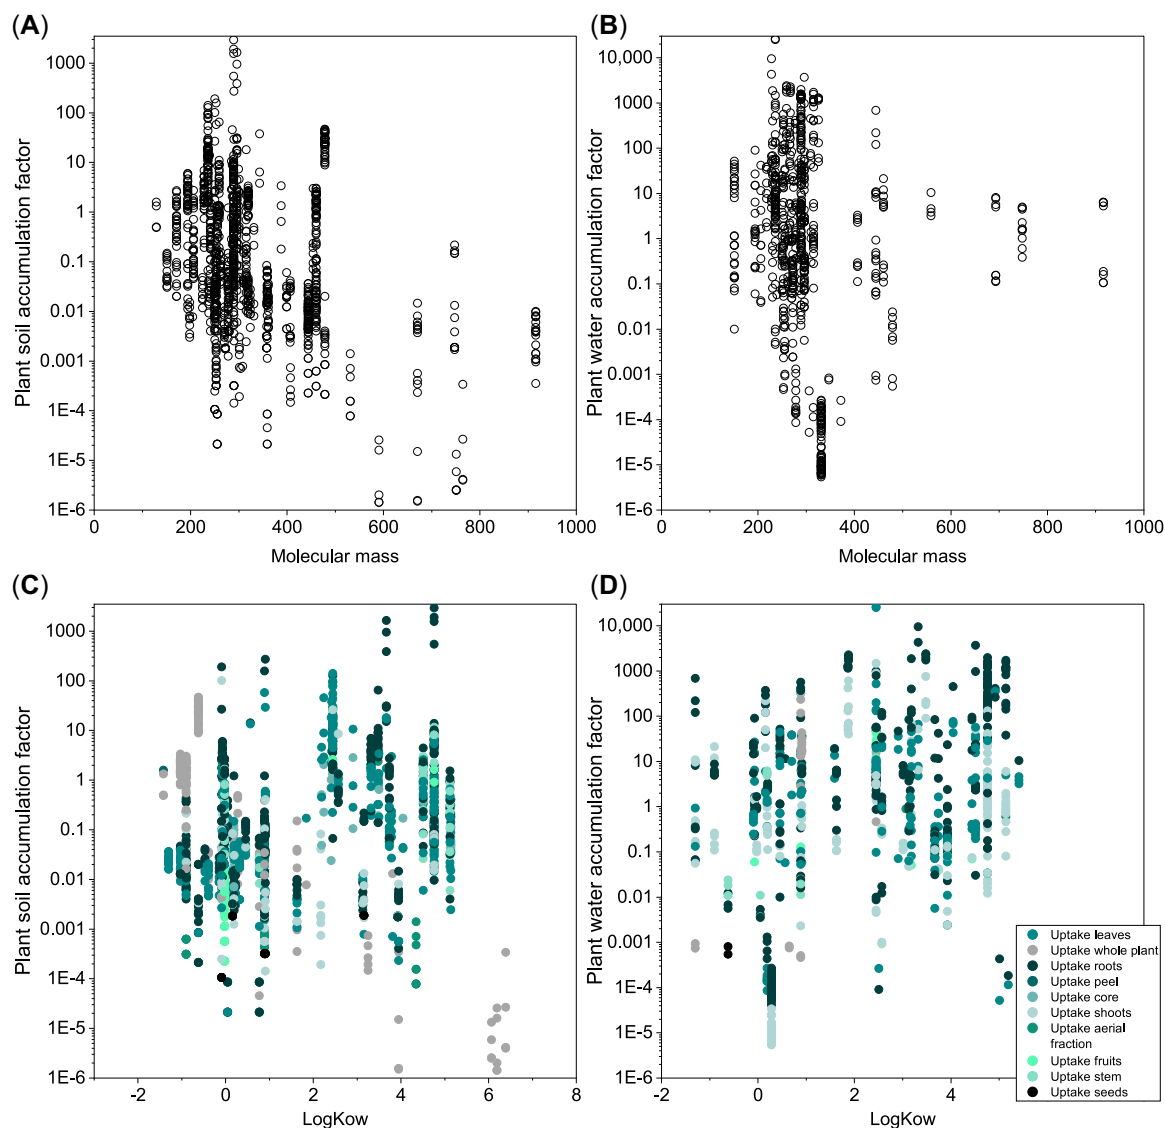 (A)
Plant soil accumulation factor
1000
100
10
1
0.1
0.01
0.001
1E-4
1E-5
1E-6
0
200
400
600
800
1000
Molecular mass
(B)
Plant water accumulation factor
10,000
1000
100
10
1
0.1
0.01
0.001
1E-4
1E-5
1E-6
0
200
400
600
800
1000
Molecular mass
(C)
Plant soil accumulation factor
1000
100
10
1
0.1
0.01
0.001
1E-4
1E-5
1E-6
-2
0
2
4
6
8
LogKow
(D)
Plant water accumulation factor
10,000
1000
100
10
1
0.1
0.01
0.001
1E-4
1E-5
1E-6
-2
0
2
4
LogKow
Uptake leaves
Uptake whole plant
Uptake roots
Uptake peel
Uptake core
Uptake shoots
Uptake aerial
fraction
Uptake fruits
Uptake stem
Uptake seeds